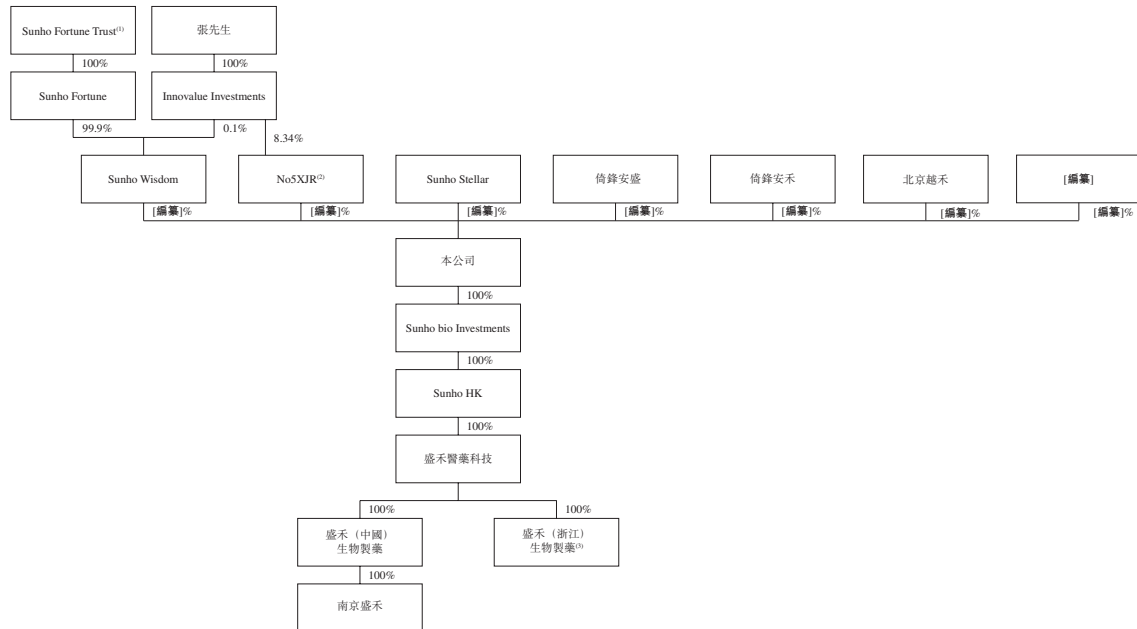 Sunho Fortune Trust(1)
張先生
100%
100%
Sunho Fortune
Innovalue Investments
99.9%
0.1%
8.34%
Sunho Wisdom
No5XJR(2)
Sunho Stellar
倚鋒安盛
倚鋒安禾
北京越禾
[編纂]
[編纂]%
[編纂]%
[編纂]%
[編纂]%
[編纂]%
[編纂]%
[編纂]%
本公司
100%
Sunho bio Investments
100%
Sunho HK
100%
盛禾醫藥科技
100%
100%
盛禾（中國）
生物製藥
盛禾（浙江）
生物製藥(3)
100%
南京盛禾